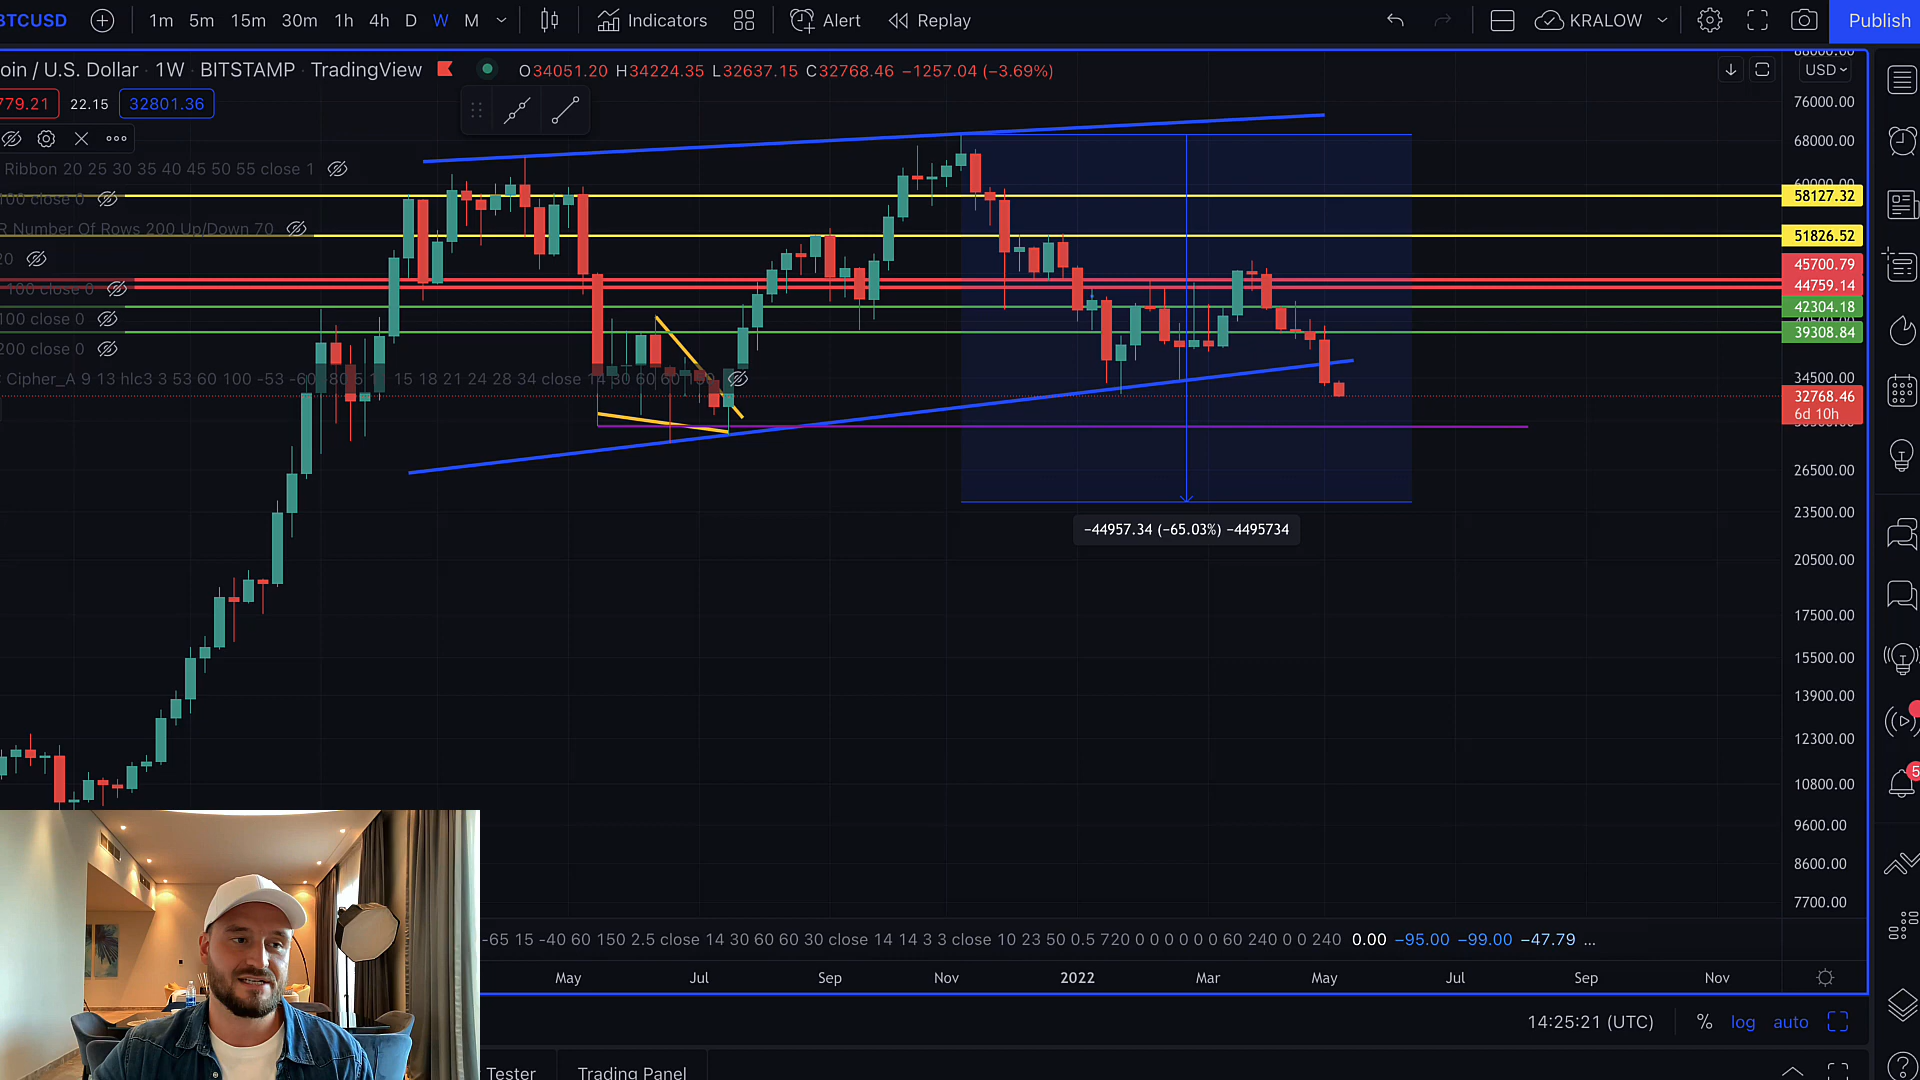 BTCUSD 1m 5m 15m 30m 1h 4h D W M Indicators Alert Replay KRALOW Publish
oin / U.S. Dollar · 1W · BITSTAMP · TradingView O34051.20 H34224.35 L32637.15 C32768.46 −1257.04 (−3.69%) USD
779.21 22.15 32801.36
Ribbon 20 25 30 35 40 45 50 55 close 1
100 close 0
R Number Of Rows 200 Up/Down 70
20
100 close 0
100 close 0
200 close 0
Cipher_A 9 13 hlc3 3 53 60 100 -53 -60 15 18 21 24 28 34 close 14 30 60 60
88000.00
76000.00
68000.00
60000.00
58127.32
51826.52
45700.79
44759.14
42304.18
39308.84
34500.00
32768.46
6d 10h
26500.00
23500.00
20500.00
17500.00
15500.00
13900.00
12300.00
10800.00
9600.00
8600.00
7700.00
−44957.34 (−65.03%) −4495734
5
-65 15 -40 60 150 2.5 close 14 30 60 60 30 close 14 14 3 3 close 10 23 50 0.5 720 0 0 0 0 0 0 60 240 0 0 240 0.00 −95.00 −99.00 −47.79 ...
May Jul Sep Nov 2022 Mar May Jul Sep Nov
14:25:21 (UTC) % log auto
Tester Trading Panel